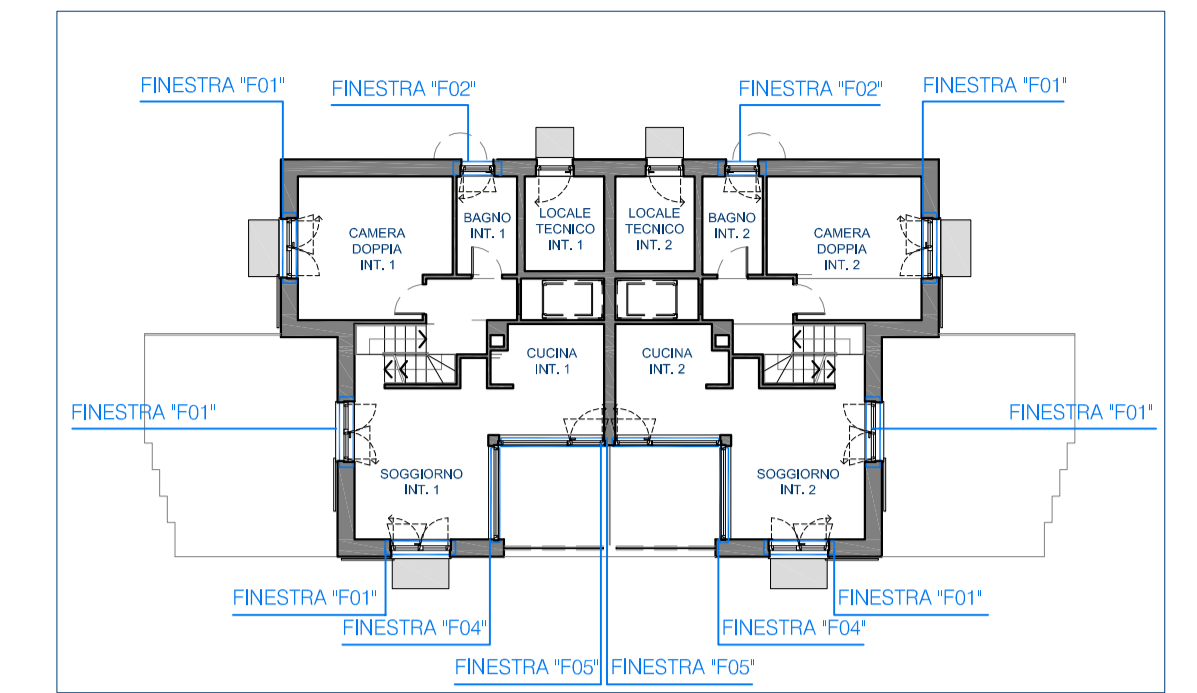 FINESTRA "F01"
FINESTRA "F02"
FINESTRA "F02"
FINESTRA "F01"
CAMERA
DOPPIA
INT. 1
BAGNO
INT. 1
LOCALE
TECNICO
INT. 1
LOCALE
TECNICO
INT. 2
BAGNO
INT. 2
CAMERA
DOPPIA
INT. 2
CUCINA
INT. 1
CUCINA
INT. 2
FINESTRA "F01"
FINESTRA "F01"
SOGGIORNO
INT. 1
SOGGIORNO
INT. 2
FINESTRA "F01"
FINESTRA "F01"
FINESTRA "F04"
FINESTRA "F04"
FINESTRA "F05"
FINESTRA "F05"